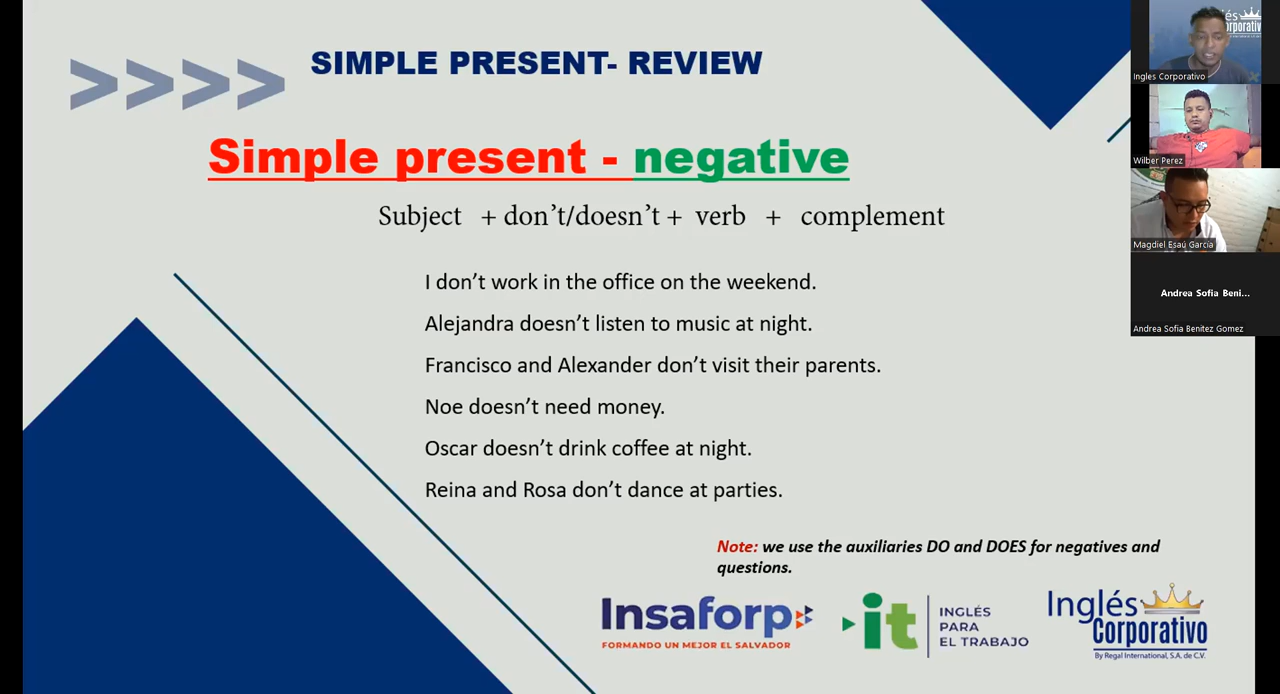 SIMPLE PRESENT- REVIEW
Simple present - negative
Subject + don't/doesn't + verb + complement
I don't work in the office on the weekend.
Alejandra doesn't listen to music at night.
Francisco and Alexander don't visit their parents.
Noe doesn't need money.
Oscar doesn't drink coffee at night.
Reina and Rosa don't dance at parties.
Note: we use the auxiliaries DO and DOES for negatives and
questions.
Insaforp
FORMANDO UN MEJOR EL SALVADOR
it
INGLÉS
PARA
EL TRABAJO
Inglés
Corporativo
By Regal International, S.A. de C.V.
Ingles Corporativo
Wilber Perez
Magdiel Esaú García
Andrea Sofia Beni...
Andrea Sofia Benitez Gomez